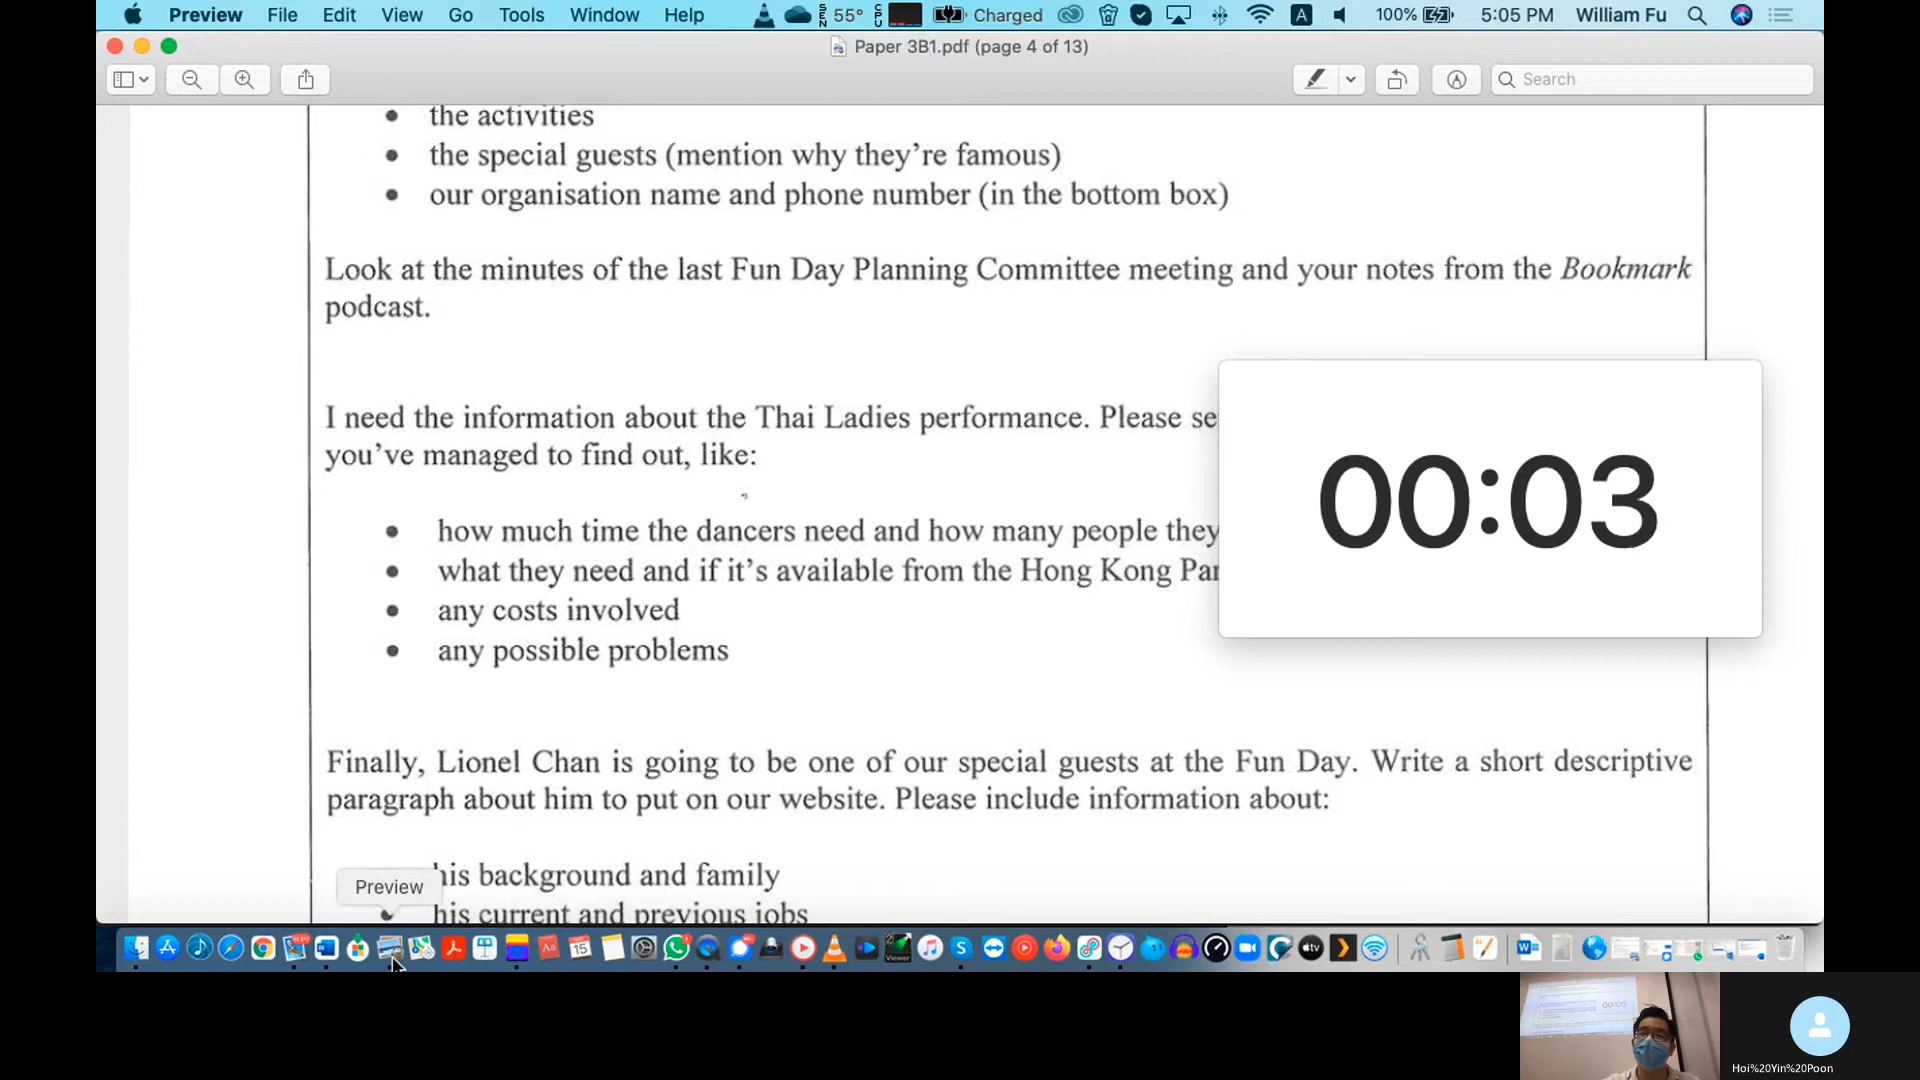 Preview File Edit View Go Tools Window Help SEN 55° CPU Charged A 100% 5:05 PM William Fu
Paper 3B1.pdf (page 4 of 13)
Search
the activities
the special guests (mention why they're famous)
our organisation name and phone number (in the bottom box)
Look at the minutes of the last Fun Day Planning Committee meeting and your notes from the Bookmark
podcast.
I need the information about the Thai Ladies performance. Please se
you've managed to find out, like:
00:03
how much time the dancers need and how many people they
what they need and if it's available from the Hong Kong Par
any costs involved
any possible problems
Finally, Lionel Chan is going to be one of our special guests at the Fun Day. Write a short descriptive
paragraph about him to put on our website. Please include information about:
his background and family
Preview
his current and previous jobs
Hoi%20Yin%20Poon